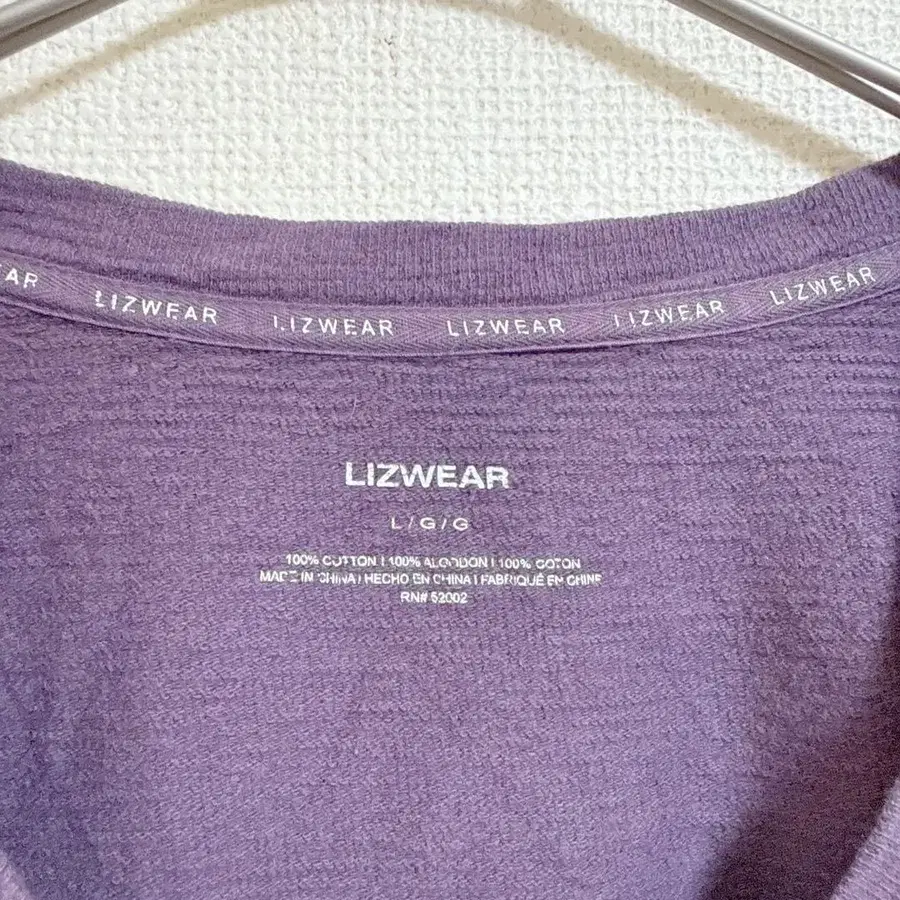 AR LIZWEAR LIZWEAR LIZWEAR LIZWEAR LIZWEAR
LIZWEAR
L / G / G
100% COTTON | 100% ALGODON | 100% COTON
MADE IN CHINA | HECHO EN CHINA | FABRIQUÉ EN CHINE
RN# 52002